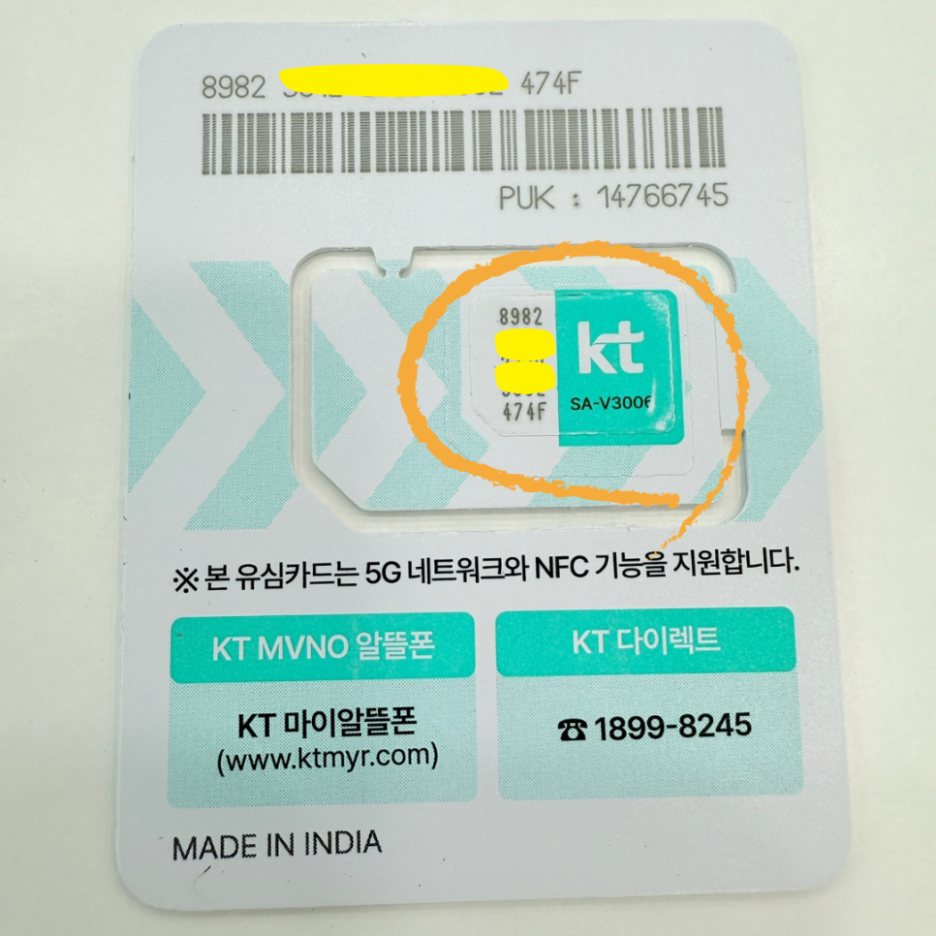 8982 474F
PUK : 14766745
8982
kt
474F
SA-V3006
※ 본 유심카드는 5G 네트워크와 NFC 기능을 지원합니다.
KT MVNO 알뜰폰
KT 다이렉트
KT 마이알뜰폰
(www.ktmyr.com)
☎ 1899-8245
MADE IN INDIA